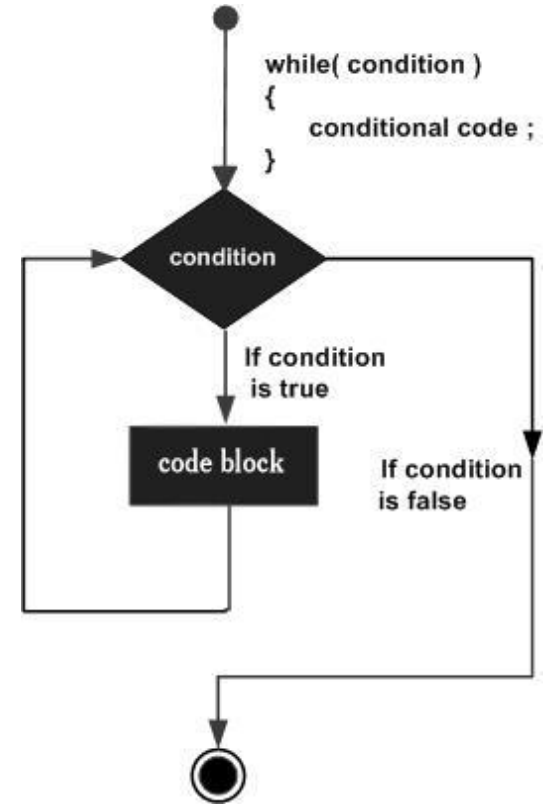 while( condition )
{
conditional code ;
}
condition
If condition
is true
code block
If condition
is false